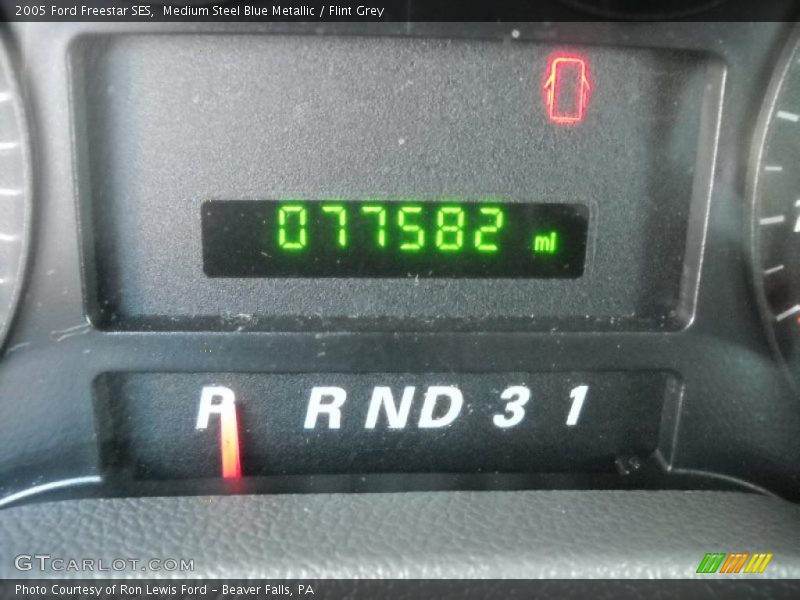 2005 Ford Freestar SES,  Medium Steel Blue Metallic / Flint Grey
077582 mi
P R N D 3 1
GTCARLOT.COM
Photo Courtesy of Ron Lewis Ford - Beaver Falls, PA